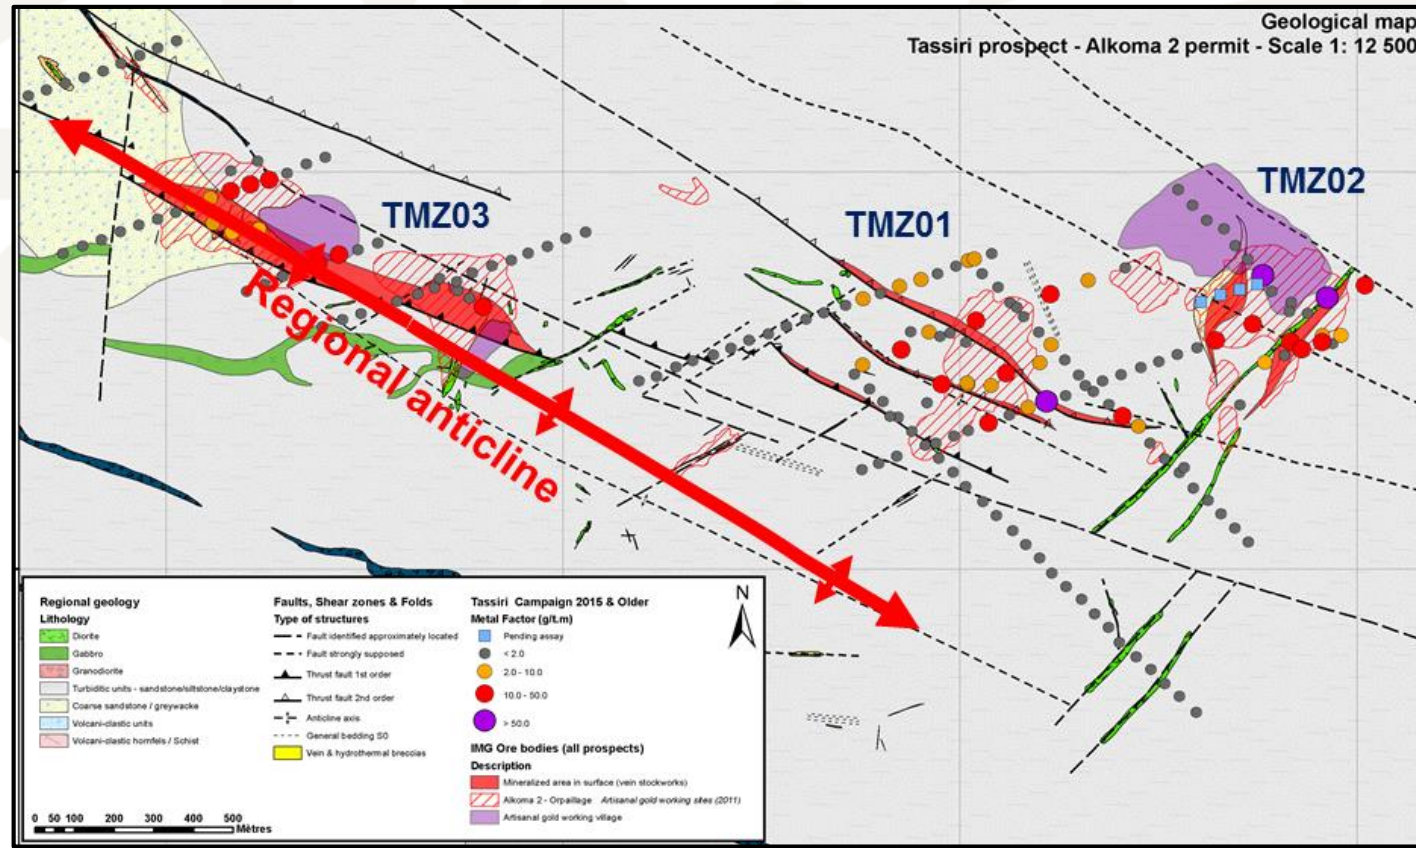 Geological map
Tassiri prospect - Alkoma 2 permit - Scale 1: 12 500
TMZ02
TMZ03
TMZ01
Regional anticline
Regional geology
Lithology
Diorite
Gabbro
Granodiorite
Turbiditic units - sandstone/siltstone/claystone
Coarse sandstone / greywacke
Volcani-clastic units
Volcani-clastic hornfels / Schist
0 50 100 200 300 400 500
Mètres
Faults, Shear zones & Folds
Type of structures
Fault identified approximately located
Fault strongly supposed
Thrust fault 1st order
Thrust fault 2nd order
Anticline axis
General bedding S0
Vein & hydrothermal breccias
Tassiri Campaign 2015 & Older
Metal Factor (g/t.m)
Pending assay
< 2.0
2.0 - 10.0
10.0 - 50.0
> 50.0
IMG Ore bodies (all prospects)
Description
Mineralized area in surface (vein stockworks)
Alkoma 2 - Orpaillage Artisanal gold working sites (2011)
Artisanal gold working village
N